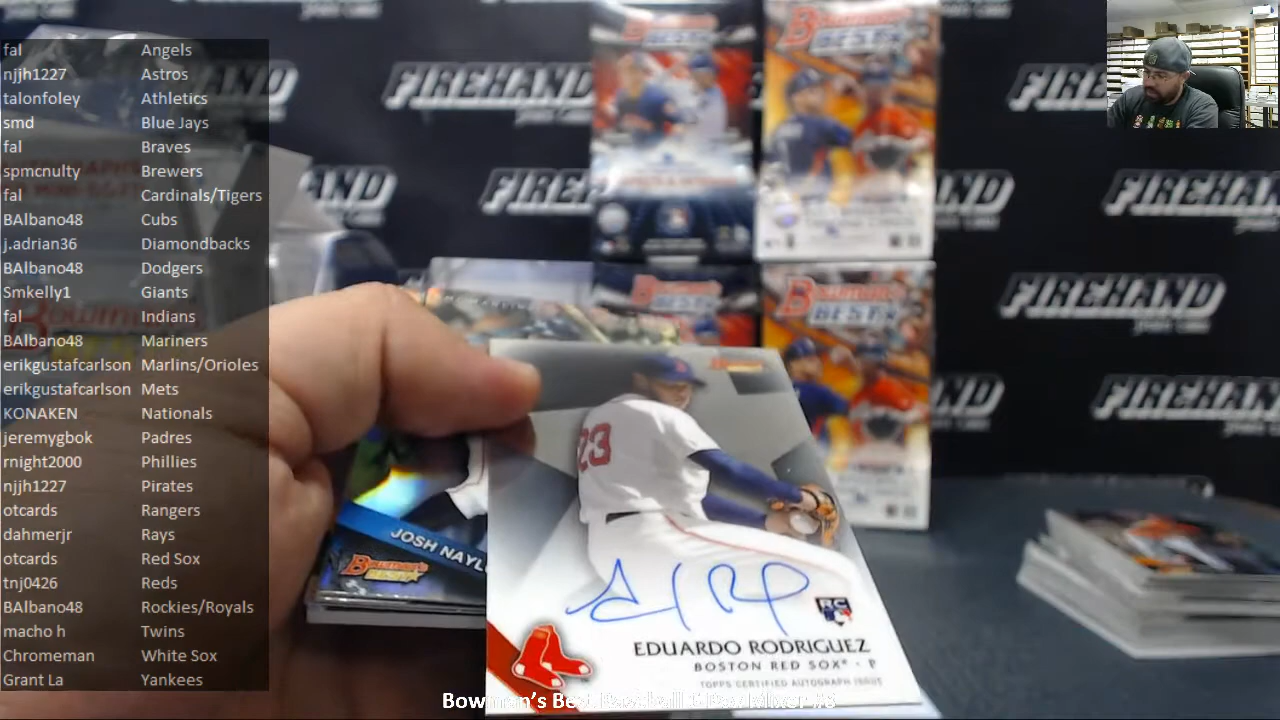 fal Angels
njjh1227 Astros
talonfoley Athletics
smd Blue Jays
fal Braves
spmcnulty Brewers
fal Cardinals/Tigers
BAlbano48 Cubs
j.adrian36 Diamondbacks
BAlbano48 Dodgers
Smkelly1 Giants
fal Indians
BAlbano48 Mariners
erikgustafcarlson Marlins/Orioles
erikgustafcarlson Mets
KONAKEN Nationals
jeremygbok Padres
rnight2000 Phillies
njjh1227 Pirates
otcards Rangers
dahmerjr Rays
otcards Red Sox
tnj0426 Reds
BAlbano48 Rockies/Royals
macho h Twins
Chromeman White Sox
Grant La Yankees
FIREHAND
FIREHAND
FIREHAND
FIREHAND
FIREHAND
BOWMAN'S BEST
BOWMAN'S BEST
BOWMAN'S BEST
BOWMAN'S BEST
JOSH NAYL
BOWMAN'S BEST
23
RC
EDUARDO RODRIGUEZ
BOSTON RED SOX® - P
TOPPS CERTIFIED AUTOGRAPH ISSUE
Bowman's Best Baseball